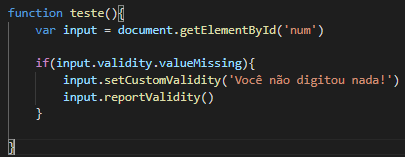 function teste(){
var input = document.getElementById('num')
if(input.validity.valueMissing){
input.setCustomValidity('Você não digitou nada!')
input.reportValidity()
}
}